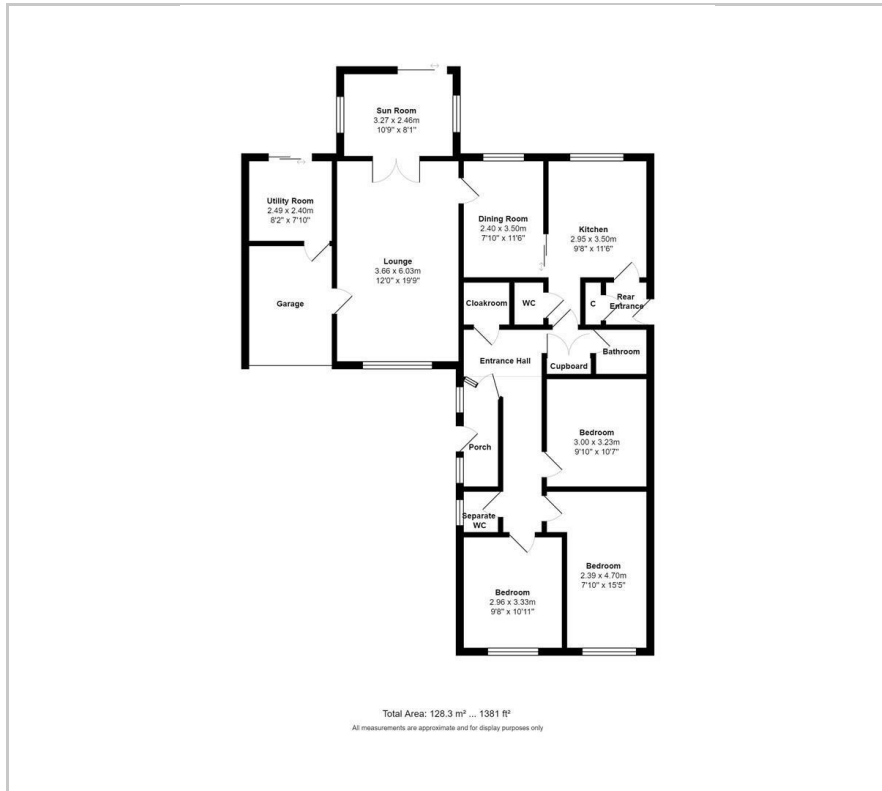 Sun Room
3.27 x 2.46m
10'9" x 8'1"
Utility Room
2.49 x 2.40m
8'2" x 7'10"
Dining Room
2.40 x 3.50m
7'10" x 11'6"
Kitchen
2.95 x 3.50m
9'8" x 11'6"
Lounge
3.66 x 6.03m
12'0" x 19'9"
Garage
Cloakroom
WC
C
Rear
Entrance
Entrance Hall
Cupboard
Bathroom
Porch
Bedroom
3.00 x 3.23m
9'10" x 10'7"
Separate
WC
Bedroom
2.96 x 3.33m
9'8" x 10'11"
Bedroom
2.39 x 4.70m
7'10" x 15'5"
Total Area: 128.3 m² ... 1381 ft²
All measurements are approximate and for display purposes only